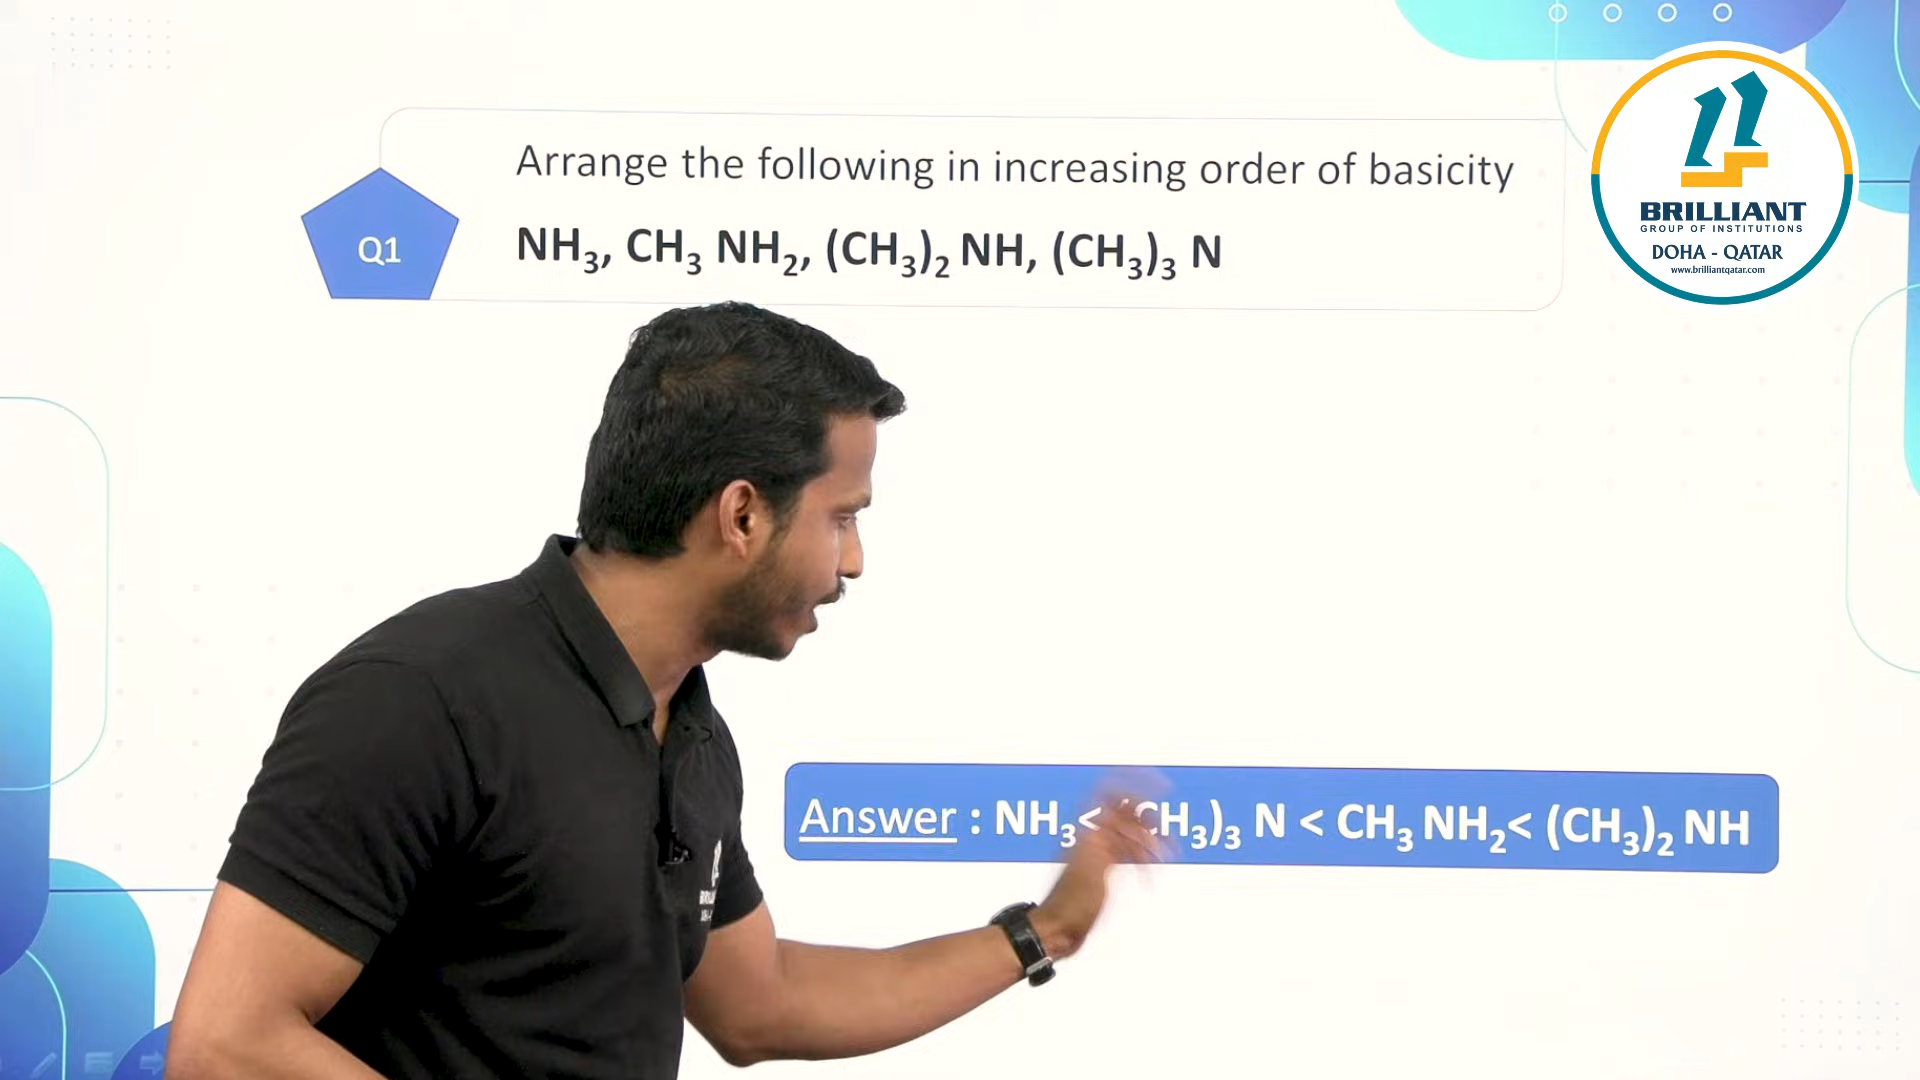 Arrange the following in increasing order of basicity
Q1
NH₃, CH₃ NH₂, (CH₃)₂ NH, (CH₃)₃ N
BRILLIANT
GROUP OF INSTITUTIONS
DOHA - QATAR
www.brilliantqatar.com
Answer : NH₃< (CH₃)₃ N < CH₃ NH₂< (CH₃)₂ NH